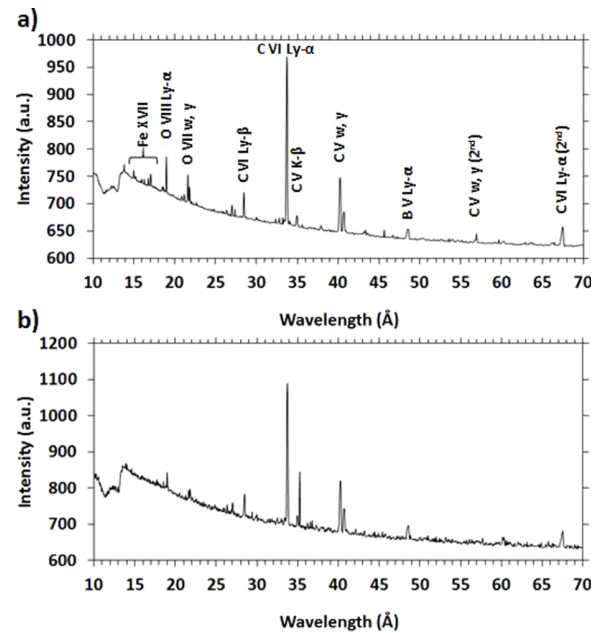 a)
C VI Ly-α
Fe XVII
O VIII Ly-α
O VII w, y
C VI Ly-β
C V K-β
C V w, y
B V Ly-α
C V w, y (2nd)
C VI Ly-α (2nd)
Intensity (a.u.)
1000
950
900
850
800
750
700
650
600
10 15 20 25 30 35 40 45 50 55 60 65 70
Wavelength (Å)
b)
Intensity (a.u.)
1200
1100
1000
900
800
700
600
10 15 20 25 30 35 40 45 50 55 60 65 70
Wavelength (Å)